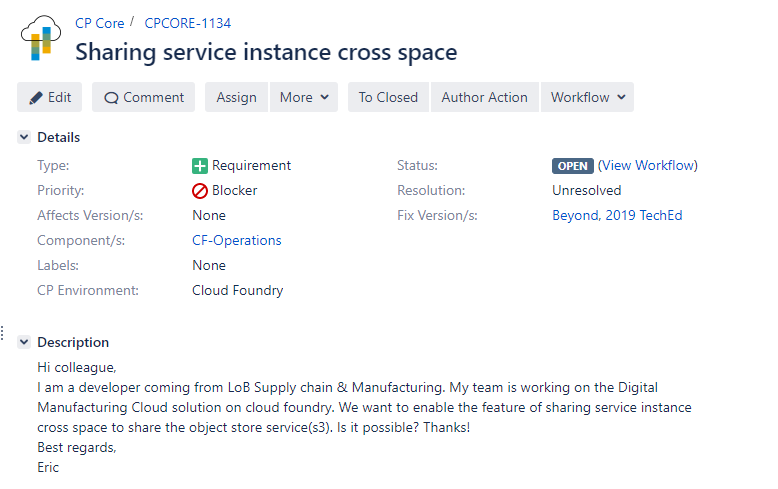 CP Core / CPCORE-1134
Sharing service instance cross space
Edit Comment Assign More To Closed Author Action Workflow
Details
Type: Requirement Status: OPEN (View Workflow)
Priority: Blocker Resolution: Unresolved
Affects Version/s: None Fix Version/s: Beyond, 2019 TechEd
Component/s: CF-Operations
Labels: None
CP Environment: Cloud Foundry
Description
Hi colleague,
I am a developer coming from LoB Supply chain & Manufacturing. My team is working on the Digital
Manufacturing Cloud solution on cloud foundry. We want to enable the feature of sharing service instance
cross space to share the object store service(s3). Is it possible? Thanks!
Best regards,
Eric